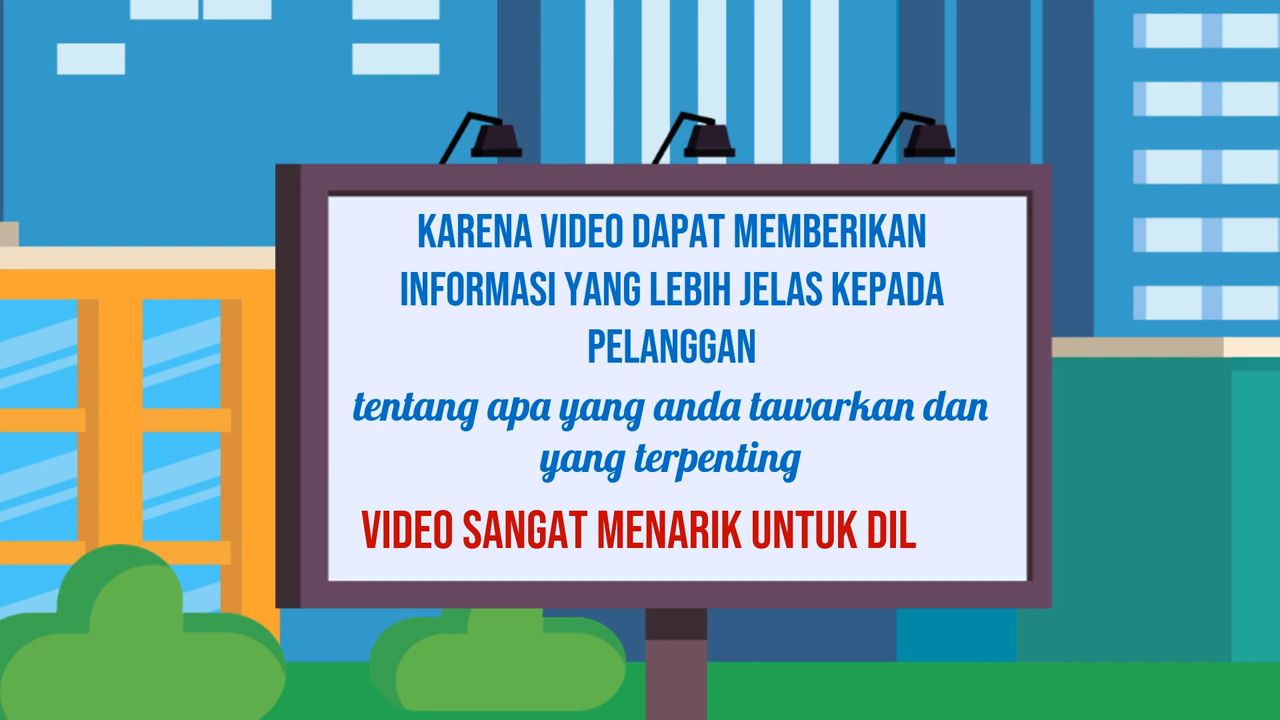 KARENA VIDEO DAPAT MEMBERIKAN
INFORMASI YANG LEBIH JELAS KEPADA
PELANGGAN
tentang apa yang anda tawarkan dan
yang terpenting
VIDEO SANGAT MENARIK UNTUK DIL